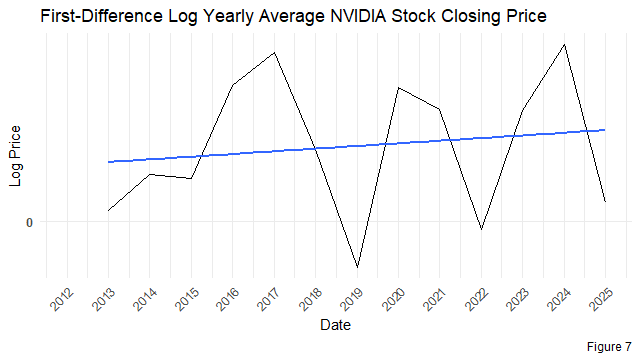 First-Difference Log Yearly Average NVIDIA Stock Closing Price
Log Price
0
2012 2013 2014 2015 2016 2017 2018 2019 2020 2021 2022 2023 2024 2025
Date
Figure 7